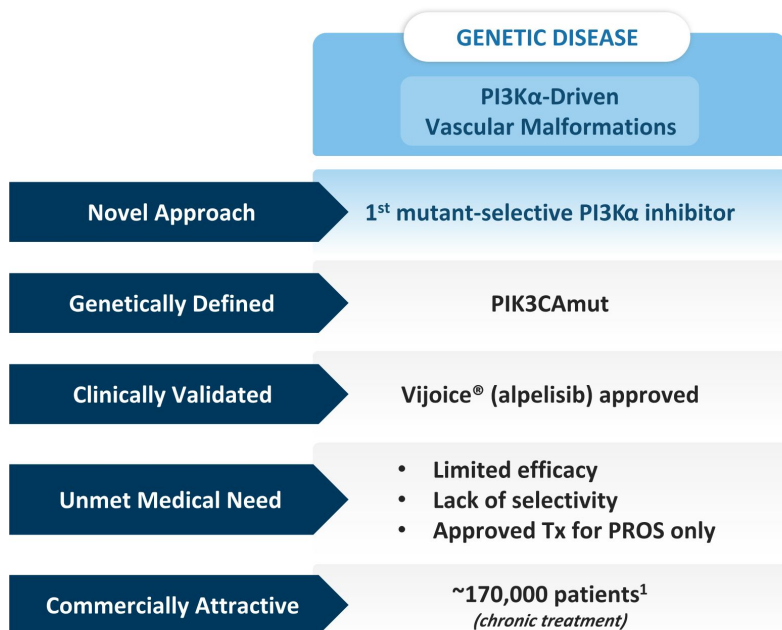 GENETIC DISEASE
PI3Kα-Driven
Vascular Malformations
Novel Approach
1st mutant-selective PI3Kα inhibitor
Genetically Defined
PIK3CAmut
Clinically Validated
Vijoice® (alpelisib) approved
Unmet Medical Need
• Limited efficacy
• Lack of selectivity
• Approved Tx for PROS only
Commercially Attractive
~170,000 patients1
(chronic treatment)